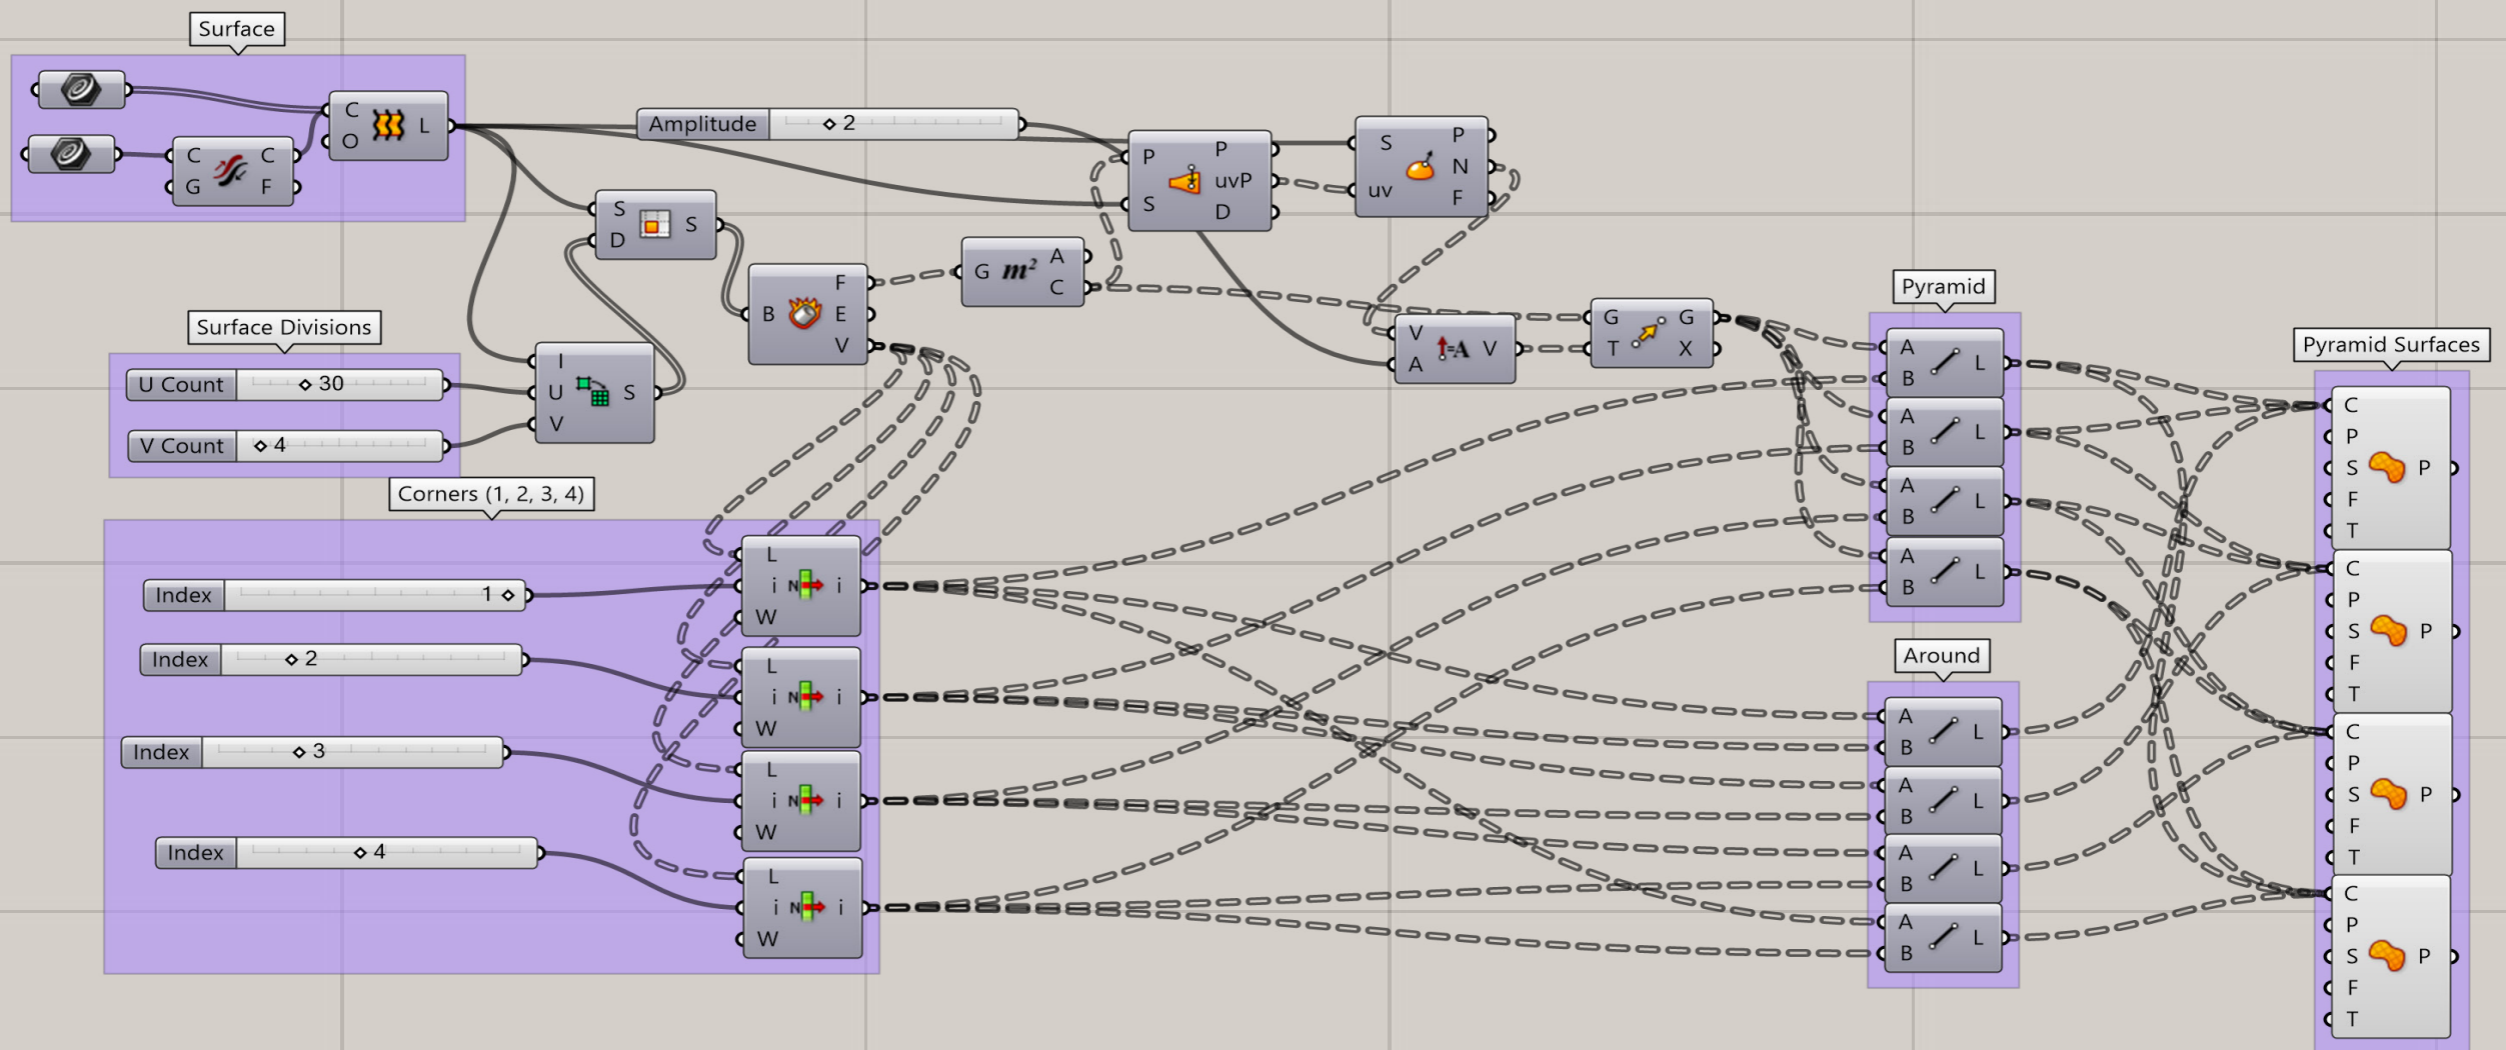 Surface
C
O
L
C
G
C
F
Amplitude 2
P
S
P
uvP
D
S
uv
P
N
F
S
D
S
B
F
E
V
G m² A
C
Surface Divisions
U Count 30
V Count 4
I
U
V
S
V
A
=A V
G
T
G
X
Corners (1, 2, 3, 4)
Index 1
Index 2
Index 3
Index 4
L
i N i
W
L
i N i
W
L
i N i
W
L
i N i
W
Pyramid
A
B
L
A
B
L
A
B
L
A
B
L
Around
A
B
L
A
B
L
A
B
L
A
B
L
Pyramid Surfaces
C
P
S P
F
T
C
P
S P
F
T
C
P
S P
F
T
C
P
S P
F
T